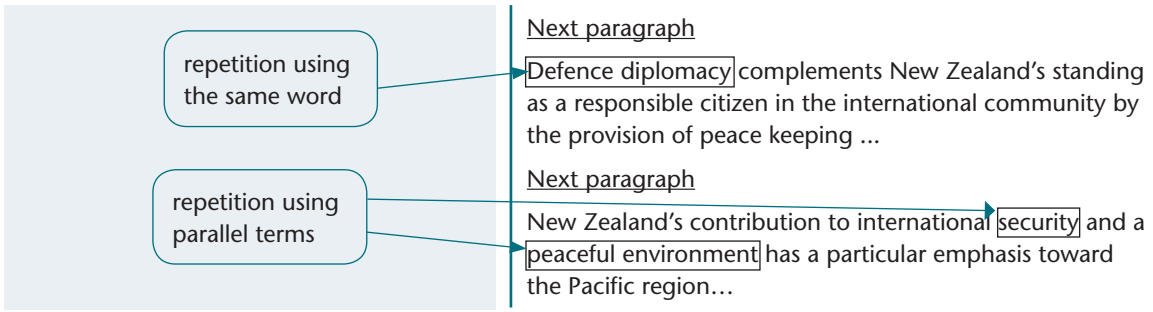 repetition using
the same word
repetition using
parallel terms
Next paragraph
Defence diplomacy complements New Zealand’s standing
as a responsible citizen in the international community by
the provision of peace keeping ...
Next paragraph
New Zealand’s contribution to international security and a
peaceful environment has a particular emphasis toward
the Pacific region…